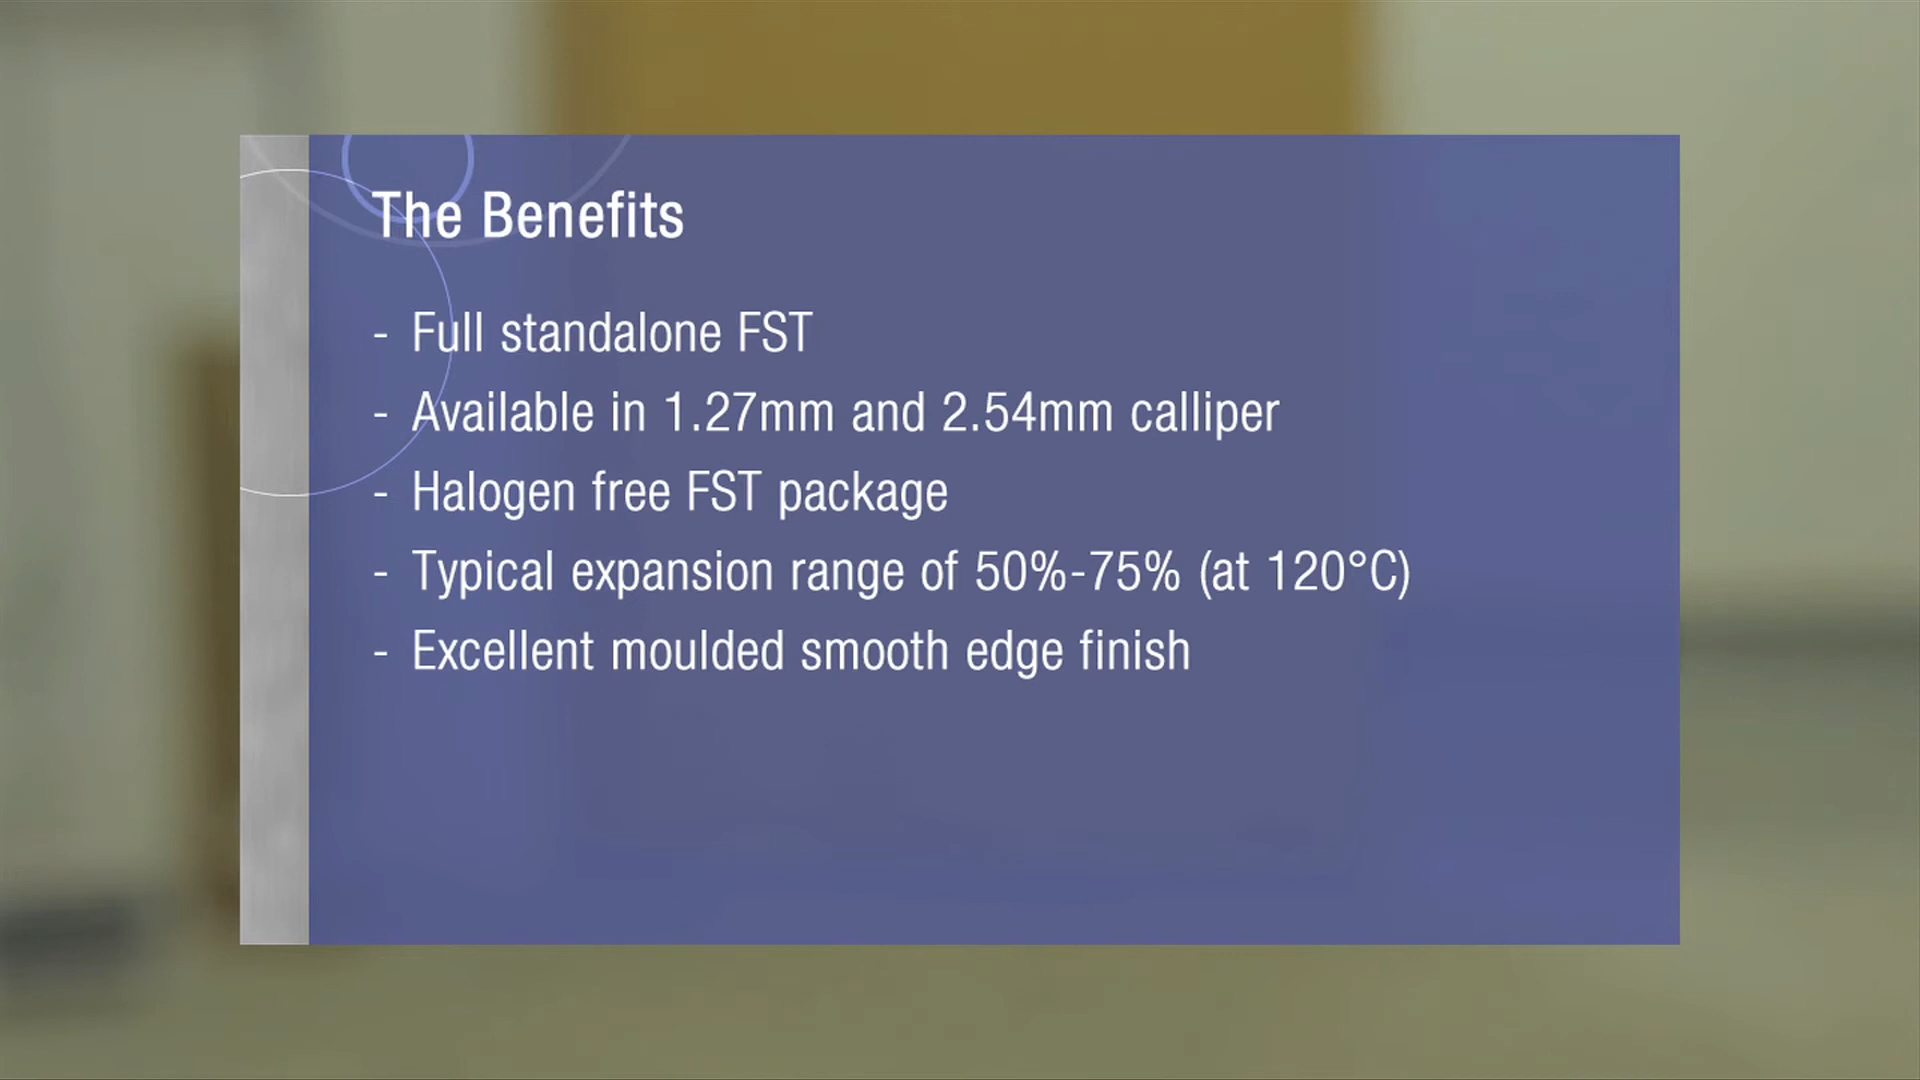 The Benefits
- Full standalone FST
- Available in 1.27mm and 2.54mm calliper
- Halogen free FST package
- Typical expansion range of 50%-75% (at 120°C)
- Excellent moulded smooth edge finish